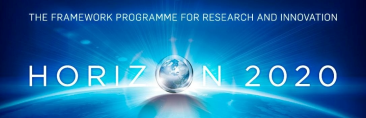 THE FRAMEWORK PROGRAMME FOR RESEARCH AND INNOVATION
HORIZON 2020